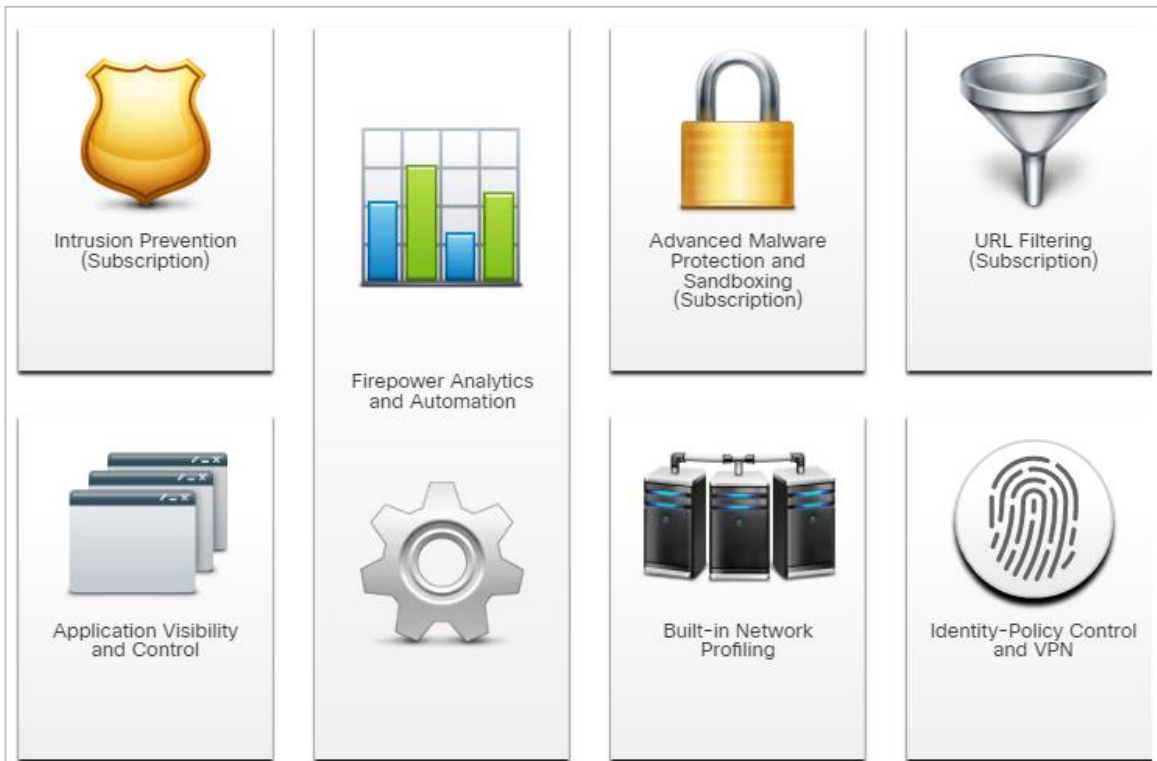 Intrusion Prevention
(Subscription)
Firepower Analytics
and Automation
Advanced Malware
Protection and
Sandboxing
(Subscription)
URL Filtering
(Subscription)
Application Visibility
and Control
Built-in Network
Profiling
Identity-Policy Control
and VPN